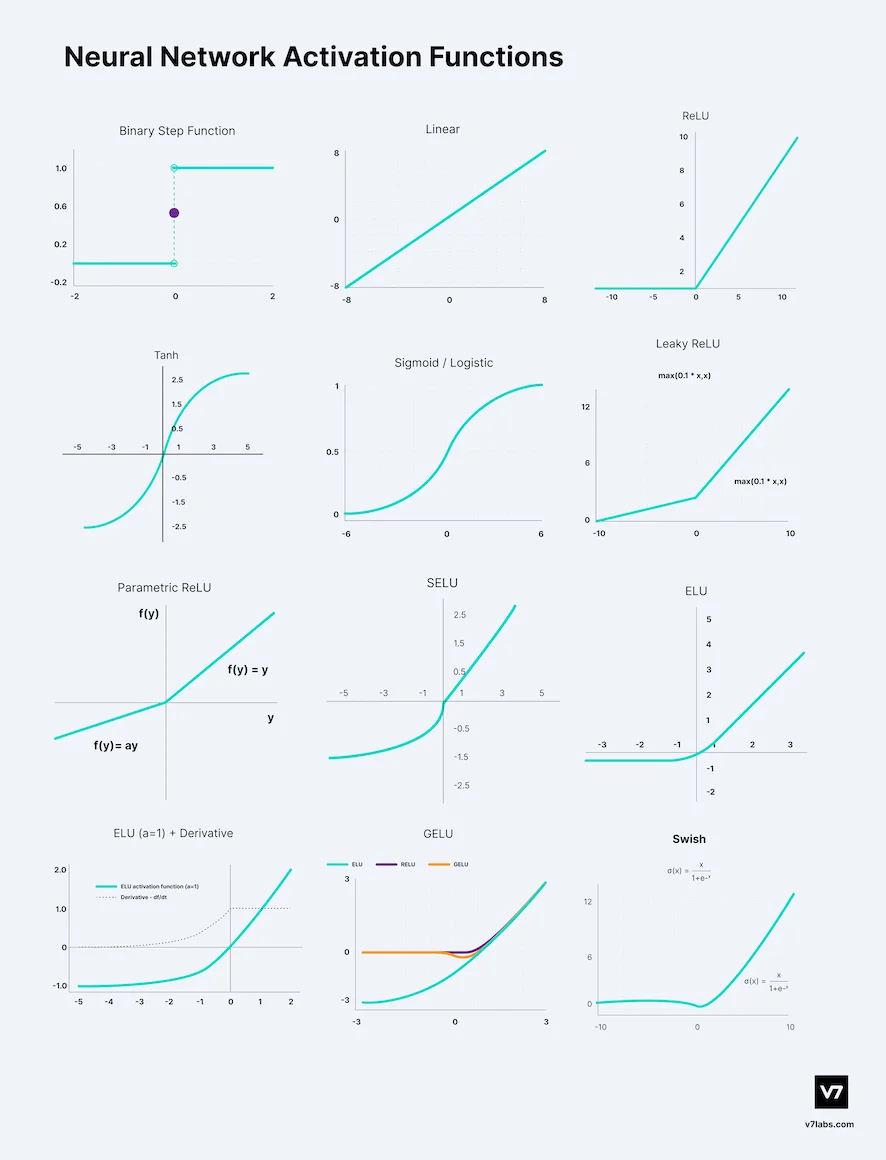 Neural Network Activation Functions
Binary Step Function
1.0
0.6
0.2
-0.2
-2 0 2
Linear
8
0
-8
-8 0 8
ReLU
10
8
6
4
2
-10 -5 0 5 10
Tanh
2.5
1.5
0.5
-5 -3 -1 1 3 5
-0.5
-1.5
-2.5
Sigmoid / Logistic
1
0.5
0
-6 0 6
Leaky ReLU
max(0.1 * x,x)
12
6
max(0.1 * x,x)
0
-10 0 10
Parametric ReLU
f(y)
f(y) = y
y
f(y)= ay
SELU
2.5
1.5
0.5
-5 -3 -1 1 3 5
-0.5
-1.5
-2.5
ELU
5
4
3
2
1
-3 -2 -1 1 2 3
-1
-2
ELU (a=1) + Derivative
2.0
ELU activation function (a=1)
Derivative - df/dt
1.0
0
-1.0
-5 -4 -3 -2 -1 0 1 2
GELU
ELU RELU GELU
3
0
-3
-3 0 3
Swish
σ(x) = x
1+e-ˣ
12
6
σ(x) = x
1+e-ˣ
0
-10 0 10
V7
v7labs.com